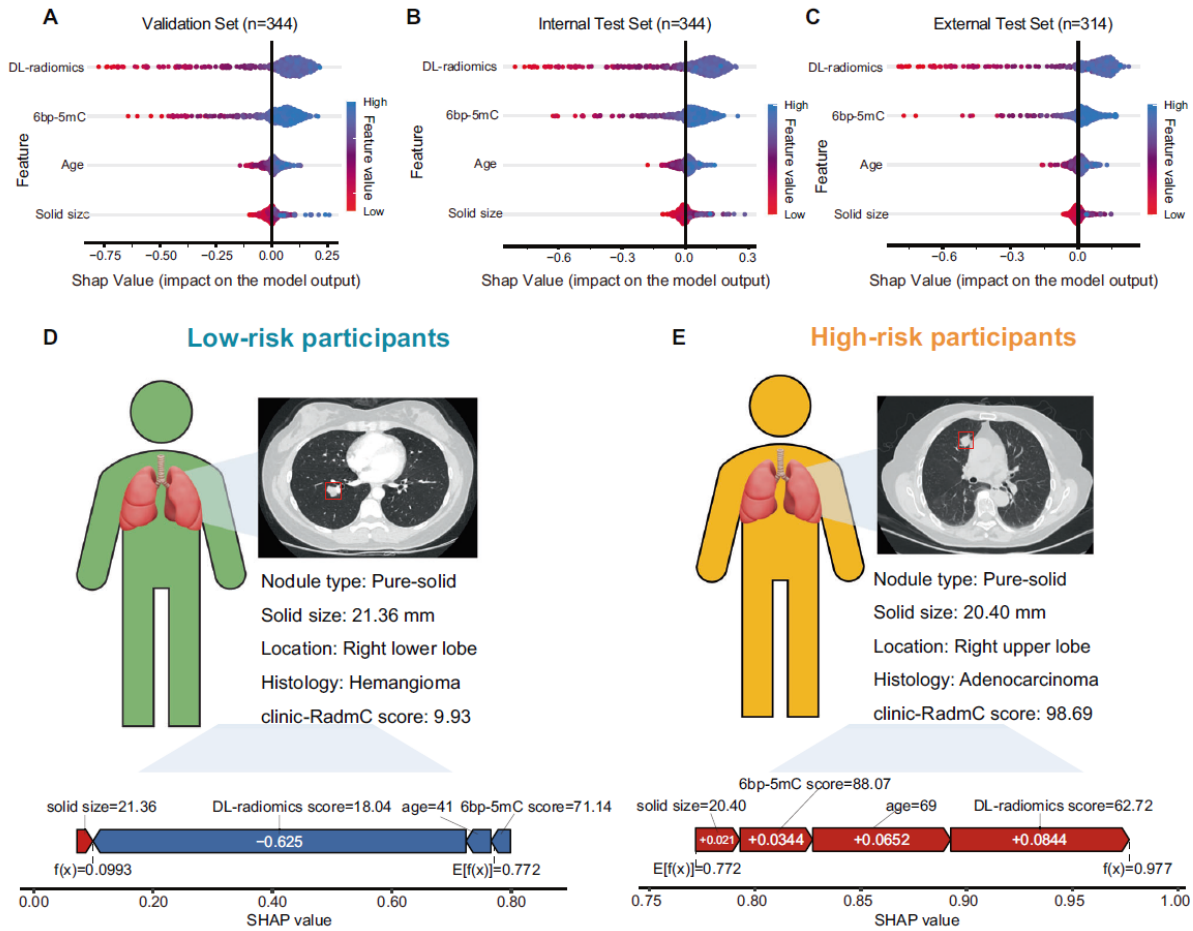 A
Validation Set (n=344)
DL-radiomics
6bp-5mC
Age
Solid size
Feature
High
Feature value
Low
−0.75 −0.50 −0.25 0.00 0.25
Shap Value (impact on the model output)
B
Internal Test Set (n=344)
DL-radiomics
6bp-5mC
Age
Solid size
Feature
High
Feature value
Low
−0.6 −0.3 0.0 0.3
Shap Value (impact on the model output)
C
External Test Set (n=314)
DL-radiomics
6bp-5mC
Age
Solid size
Feature
High
Feature value
Low
−0.6 −0.3 0.0
Shap Value (impact on the model output)
D
Low-risk participants
Nodule type: Pure-solid
Solid size: 21.36 mm
Location: Right lower lobe
Histology: Hemangioma
clinic-RadmC score: 9.93
solid size=21.36 DL-radiomics score=18.04 age=41 6bp-5mC score=71.14
−0.625
f(x)=0.0993 E[f(x)]=0.772
0.00 0.20 0.40 0.60 0.80
SHAP value
E
High-risk participants
Nodule type: Pure-solid
Solid size: 20.40 mm
Location: Right upper lobe
Histology: Adenocarcinoma
clinic-RadmC score: 98.69
6bp-5mC score=88.07
solid size=20.40 age=69 DL-radiomics score=62.72
+0.021 +0.0344 +0.0652 +0.0844
E[f(x)]=0.772 f(x)=0.977
0.75 0.80 0.85 0.90 0.95 1.00
SHAP value